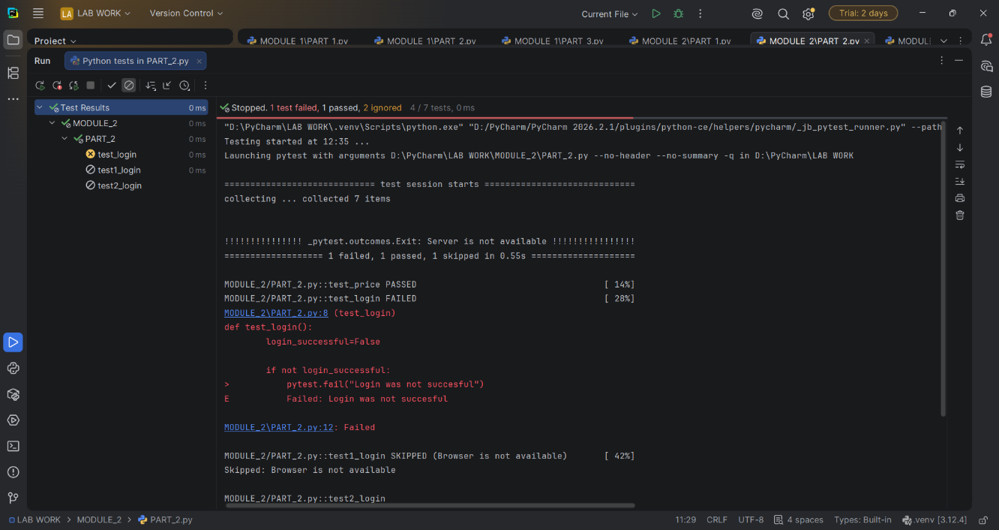 LA LAB WORK Version Control Current File Trial: 2 days
Project MODULE_1\PART_1.py MODULE_1\PART_2.py MODULE_1\PART_3.py MODULE_2\PART_1.py MODULE_2\PART_2.py MODUL
Run Python tests in PART_2.py
Test Results 0 ms
MODULE_2 0 ms
PART_2 0 ms
test_login 0 ms
test1_login 0 ms
test2_login
Stopped. 1 test failed, 1 passed, 2 ignored 4 / 7 tests, 0 ms
"D:\PyCharm\LAB WORK\.venv\Scripts\python.exe" "D:/PyCharm/PyCharm 2026.2.1/plugins/python-ce/helpers/pycharm/_jb_pytest_runner.py" --path
Testing started at 12:35 ...
Launching pytest with arguments D:\PyCharm\LAB WORK\MODULE_2\PART_2.py --no-header --no-summary -q in D:\PyCharm\LAB WORK
============================= test session starts =============================
collecting ... collected 7 items
!!!!!!!!!!!!!!! _pytest.outcomes.Exit: Server is not available !!!!!!!!!!!!!!!!
=================== 1 failed, 1 passed, 1 skipped in 0.55s ====================
MODULE_2/PART_2.py::test_price PASSED [ 14%]
MODULE_2/PART_2.py::test_login FAILED [ 28%]
MODULE_2\PART_2.py:8 (test_login)
def test_login():
login_successful=False
if not login_successful:
> pytest.fail("Login was not succesful")
E Failed: Login was not succesful
MODULE_2\PART_2.py:12: Failed
MODULE_2/PART_2.py::test1_login SKIPPED (Browser is not available) [ 42%]
Skipped: Browser is not available
MODULE_2/PART_2.py::test2_login
LAB WORK > MODULE_2 > PART_2.py 11:29 CRLF UTF-8 4 spaces Types: Built-in .venv [3.12.4]